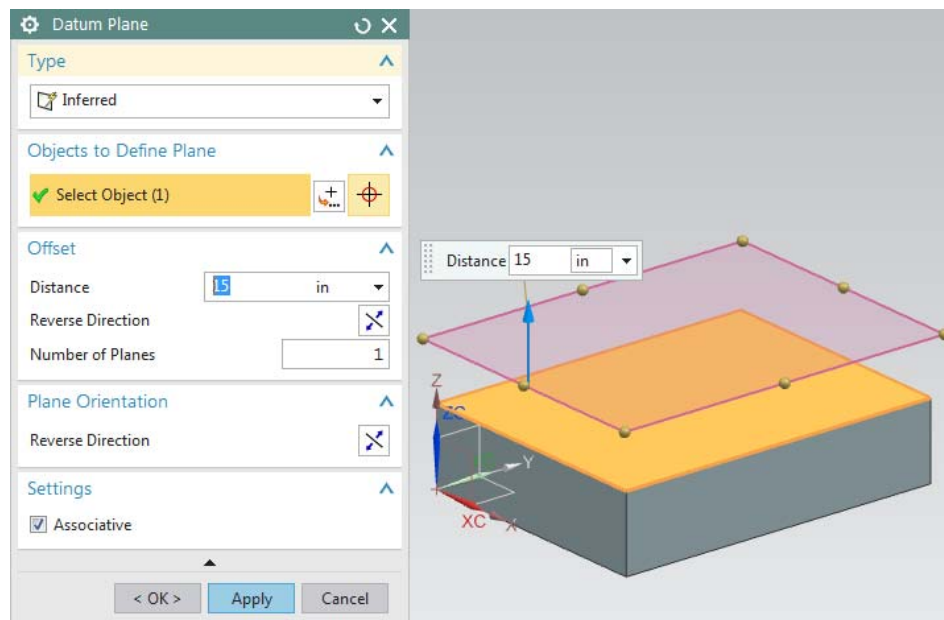 Datum Plane
Type
Inferred
Objects to Define Plane
Select Object (1)
Offset
Distance 15 in
Reverse Direction
Number of Planes 1
Plane Orientation
Reverse Direction
Settings
Associative
< OK > Apply Cancel
Distance 15 in
Z
ZC
Y
XC X